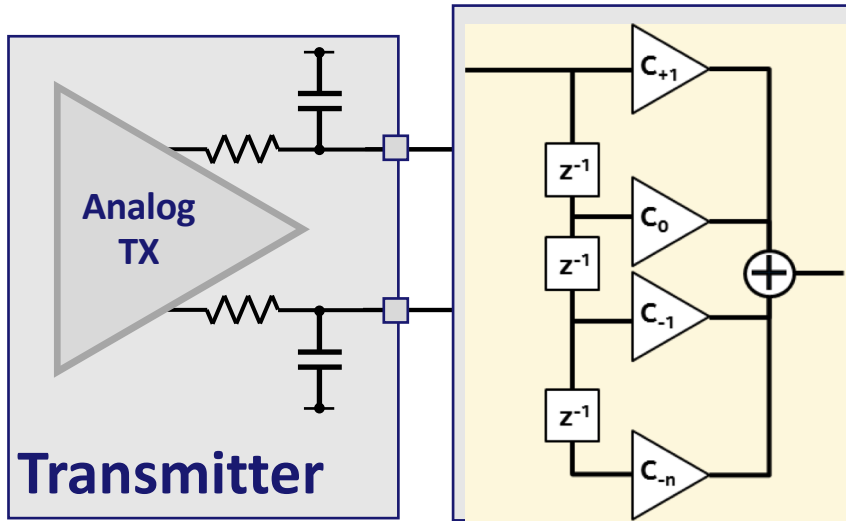 Analog
TX
Transmitter
C+1
z-1
C0
z-1
C-1
z-1
C-n